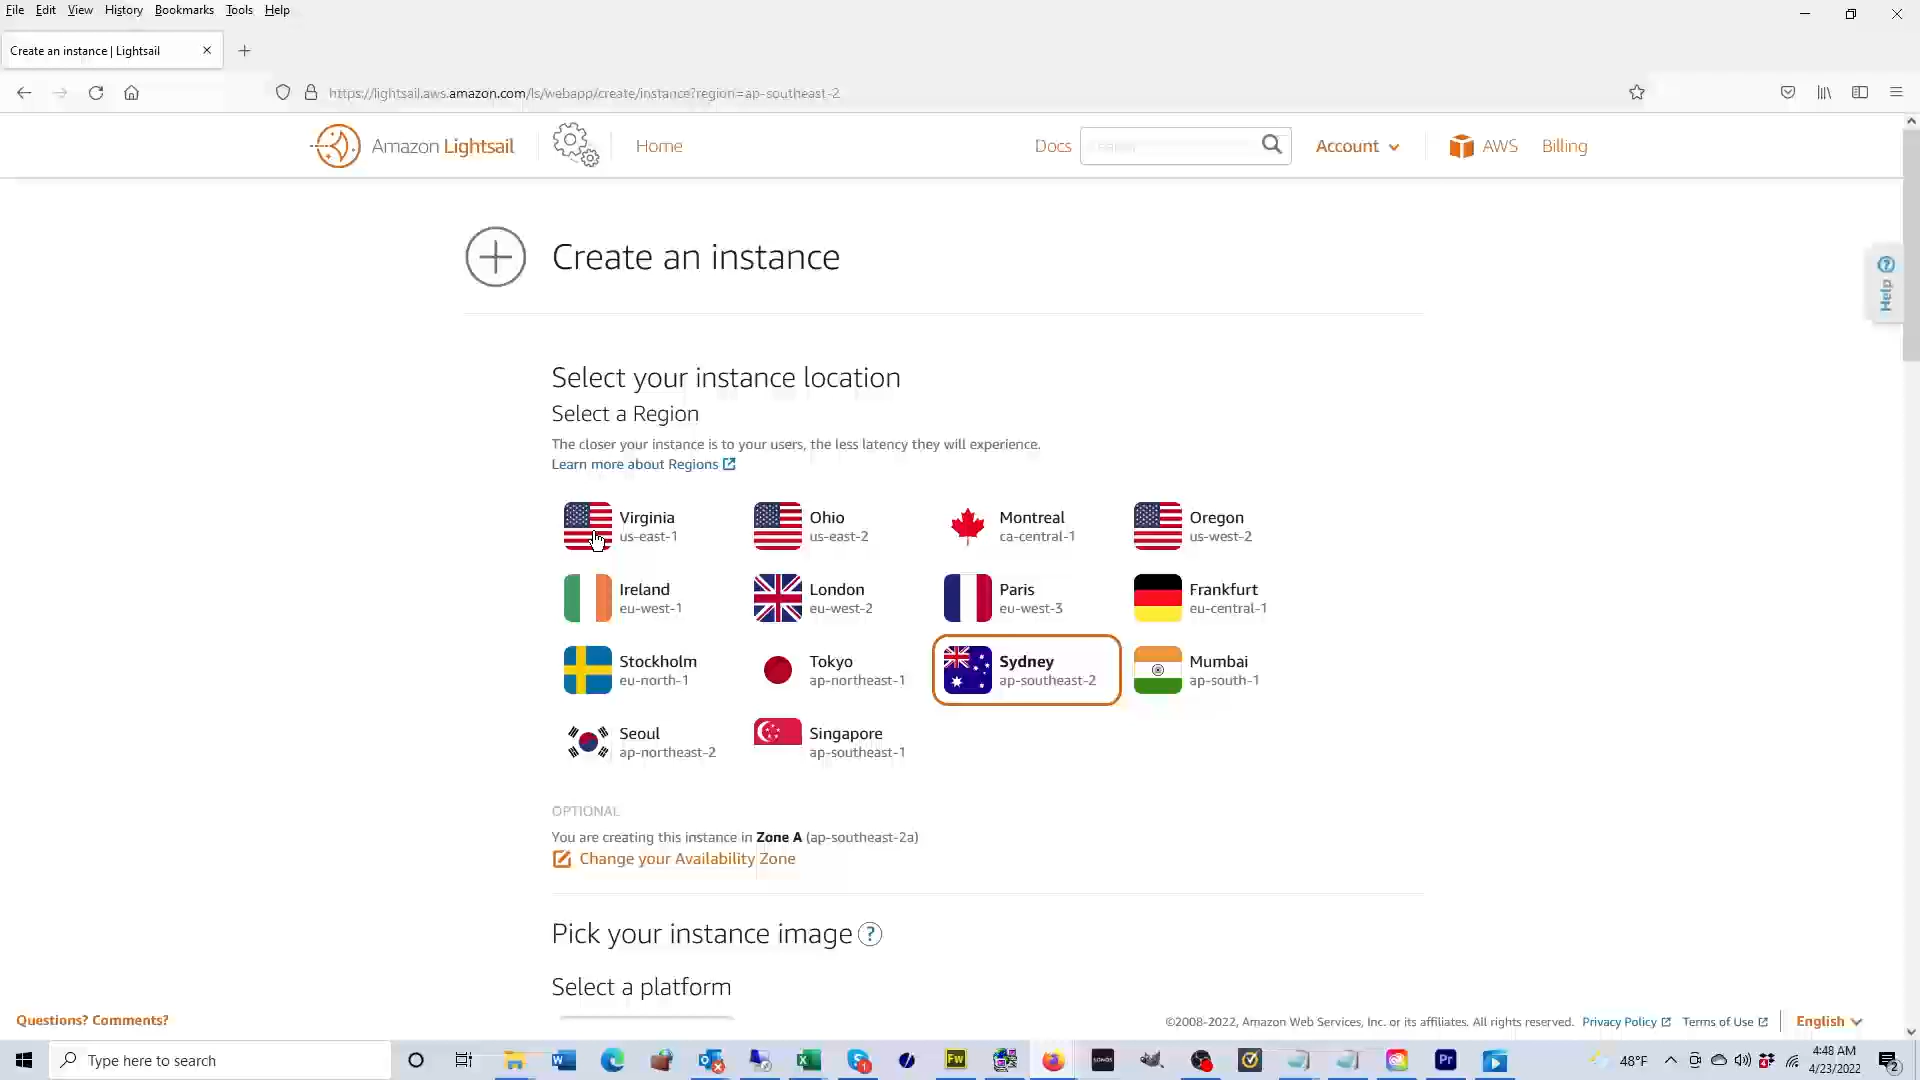 File Edit View History Bookmarks Tools Help
Create an instance | Lightsail
https://lightsail.aws.amazon.com/ls/webapp/create/instance?region=ap-southeast-2
Amazon Lightsail
Home
Docs
Account
AWS
Billing
Create an instance
Help
Select your instance location
Select a Region
The closer your instance is to your users, the less latency they will experience.
Learn more about Regions
Virginia
us-east-1
Ohio
us-east-2
Montreal
ca-central-1
Oregon
us-west-2
Ireland
eu-west-1
London
eu-west-2
Paris
eu-west-3
Frankfurt
eu-central-1
Stockholm
eu-north-1
Tokyo
ap-northeast-1
Sydney
ap-southeast-2
Mumbai
ap-south-1
Seoul
ap-northeast-2
Singapore
ap-southeast-1
OPTIONAL
You are creating this instance in Zone A (ap-southeast-2a)
Change your Availability Zone
Pick your instance image ?
Select a platform
Questions? Comments?
©2008-2022, Amazon Web Services, Inc. or its affiliates. All rights reserved. Privacy Policy Terms of Use English
Type here to search
Fw
SONOS
Pr
48°F
4:48 AM
4/23/2022
2